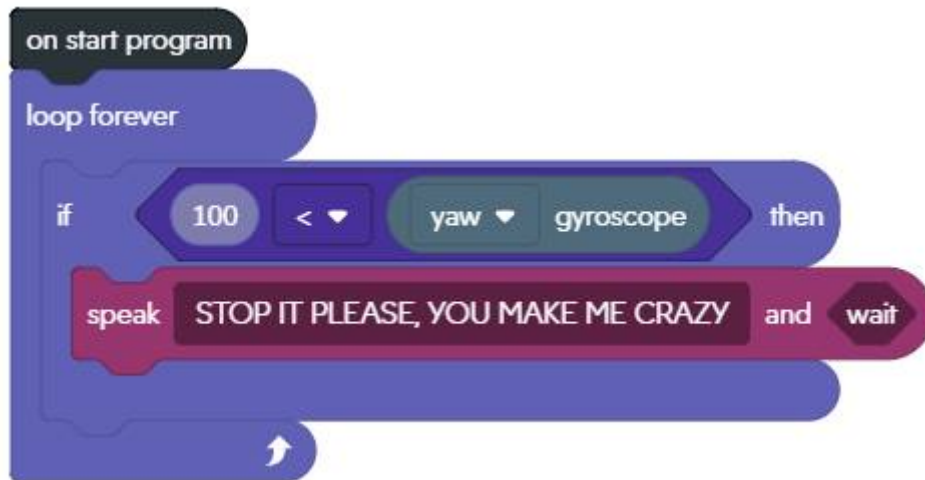 on start program
loop forever
if 100 < yaw gyroscope then
speak STOP IT PLEASE, YOU MAKE ME CRAZY and wait